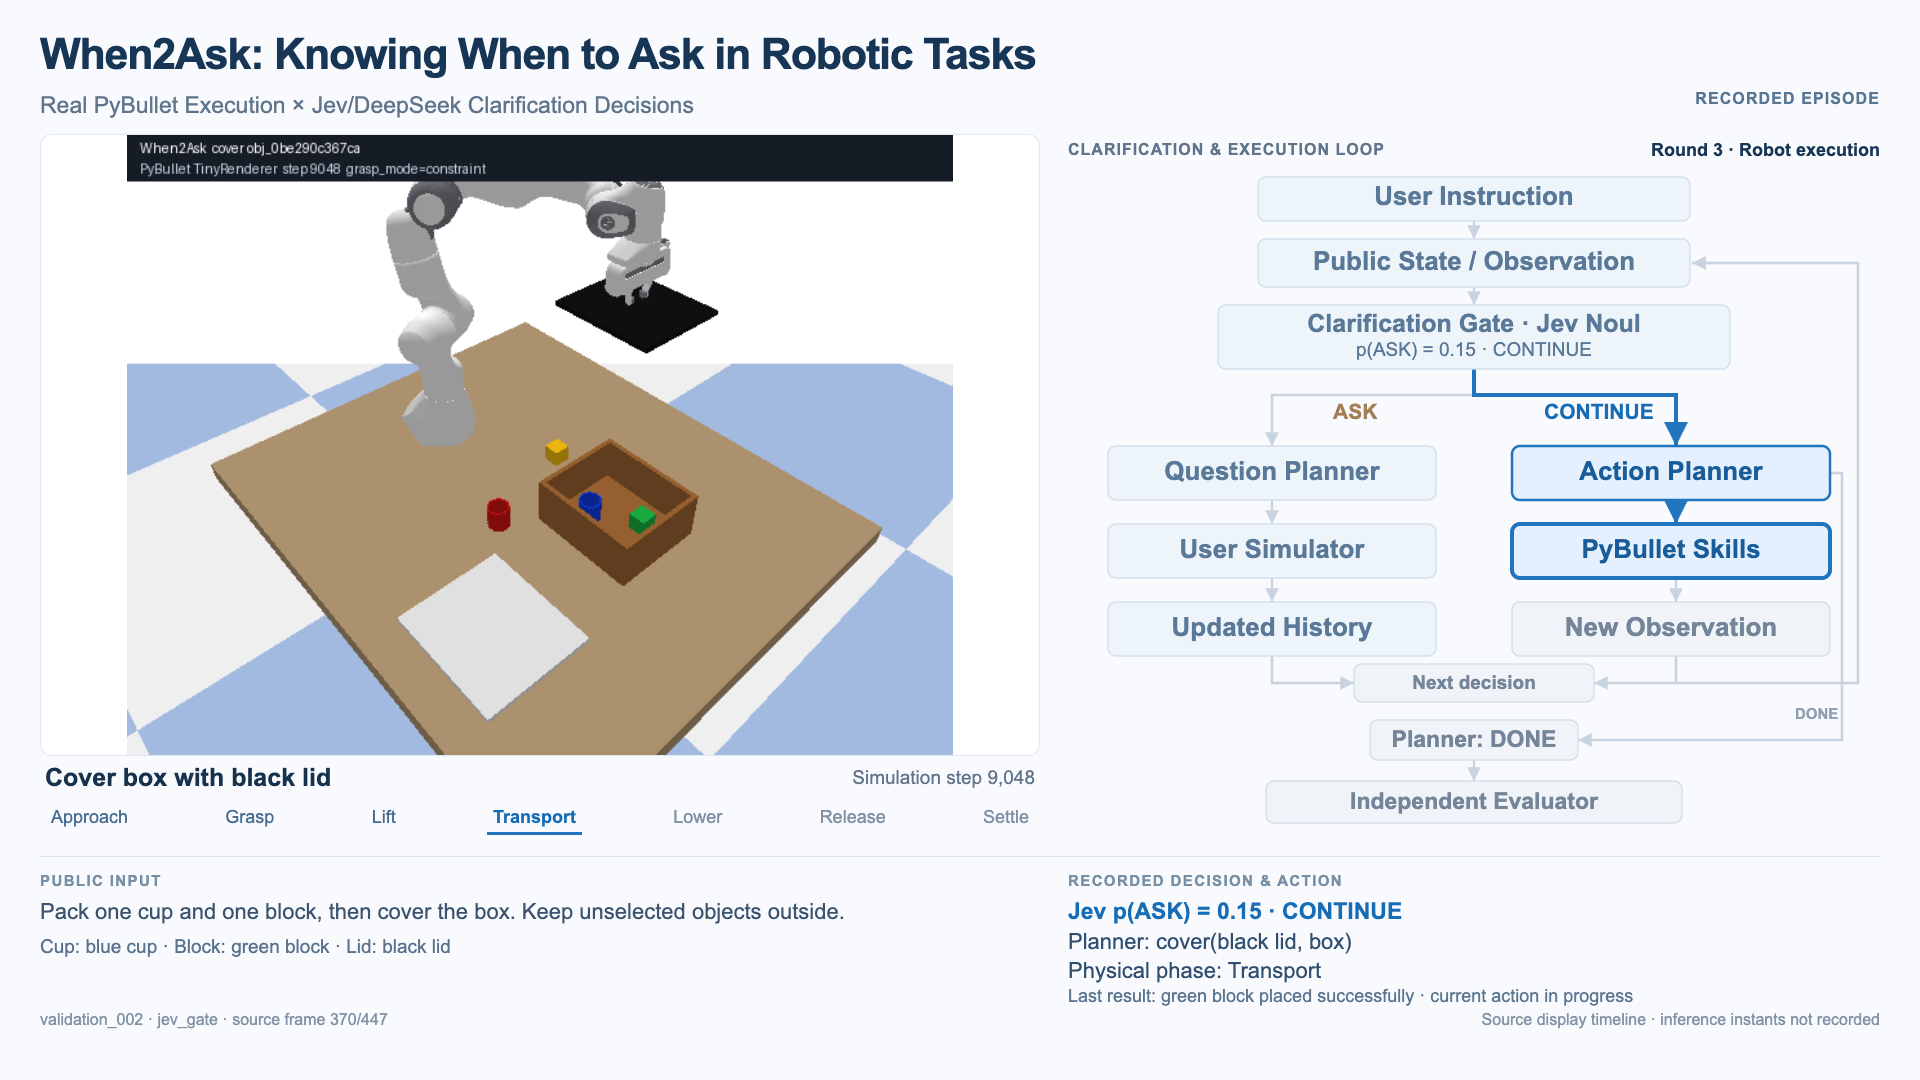 When2Ask: Knowing When to Ask in Robotic Tasks
Real PyBullet Execution × Jev/DeepSeek Clarification Decisions
RECORDED EPISODE
When2Ask cover obj_0be290c367ca
PyBullet TinyRenderer step 9048 grasp_mode=constraint
Cover box with black lid
Simulation step 9,048
Approach
Grasp
Lift
Transport
Lower
Release
Settle
CLARIFICATION & EXECUTION LOOP
Round 3 · Robot execution
User Instruction
Public State / Observation
Clarification Gate · Jev Noul
p(ASK) = 0.15 · CONTINUE
ASK
CONTINUE
Question Planner
Action Planner
User Simulator
PyBullet Skills
Updated History
New Observation
Next decision
DONE
Planner: DONE
Independent Evaluator
PUBLIC INPUT
Pack one cup and one block, then cover the box. Keep unselected objects outside.
Cup: blue cup · Block: green block · Lid: black lid
RECORDED DECISION & ACTION
Jev p(ASK) = 0.15 · CONTINUE
Planner: cover(black lid, box)
Physical phase: Transport
Last result: green block placed successfully · current action in progress
validation_002 · jev_gate · source frame 370/447
Source display timeline · inference instants not recorded